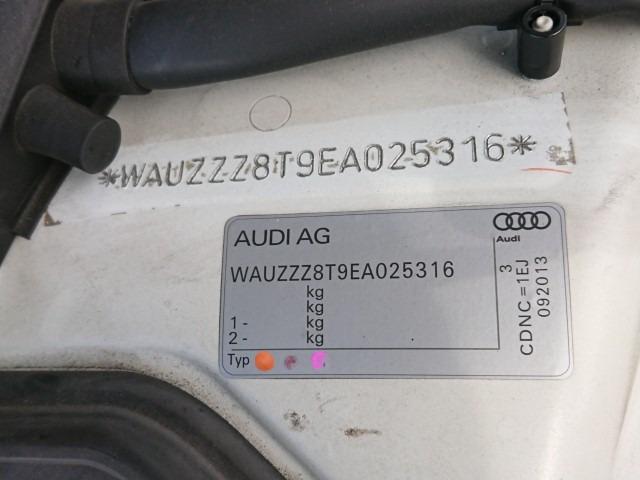 *WAUZZZ8T9EA025316*
AUDI AG
Audi
WAUZZZ8T9EA025316
kg
kg
1- kg
2- kg
Typ
3
CDNC=1EJ
092013